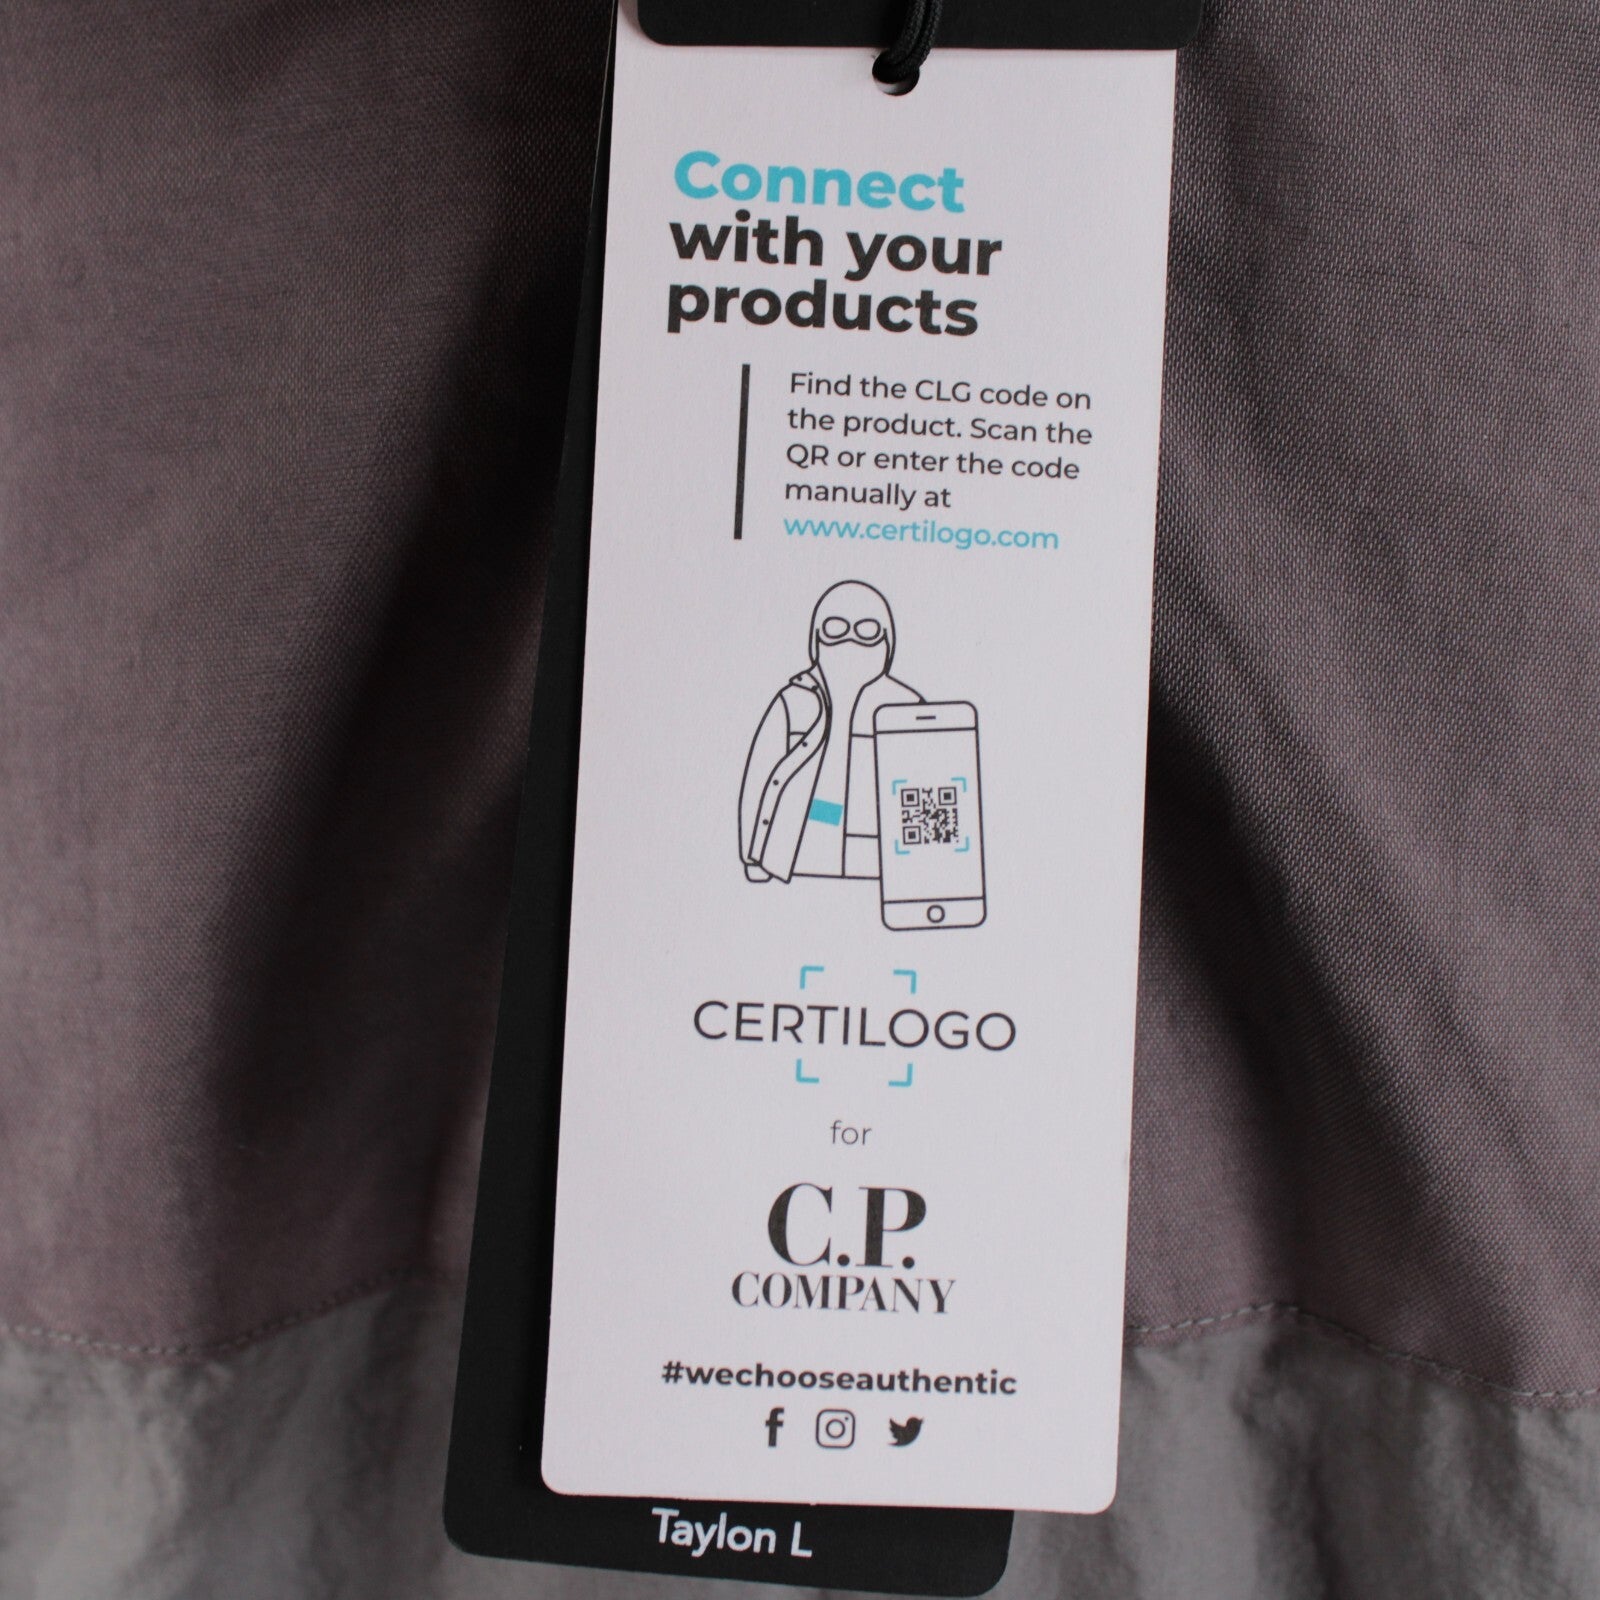 Connect
with your
products
Find the CLG code on
the product. Scan the
QR or enter the code
manually at
www.certilogo.com
CERTILOGO
for
C.P.
COMPANY
#wechooseauthentic
Taylon L